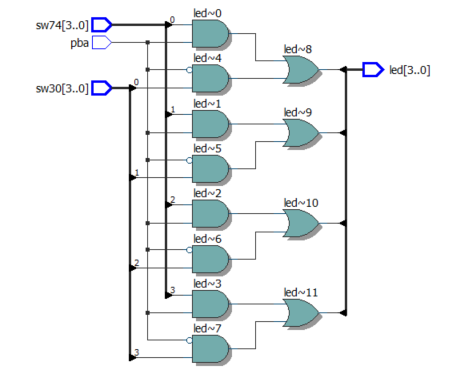 led~0
sw74[3..0]
0
led~8
pba
led~4
led[3..0]
sw30[3..0]
0
led~1
1
led~9
led~5
1
led~2
2
led~10
led~6
2
led~3
3
led~11
led~7
3